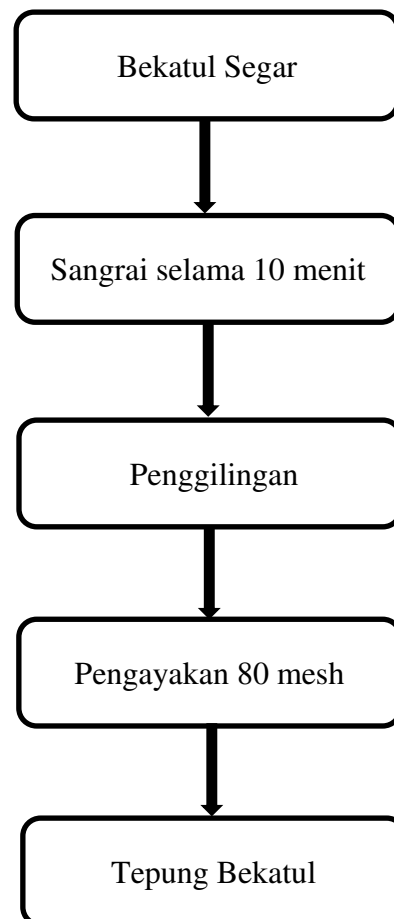 Bekatul Segar
Sangrai selama 10 menit
Penggilingan
Pengayakan 80 mesh
Tepung Bekatul